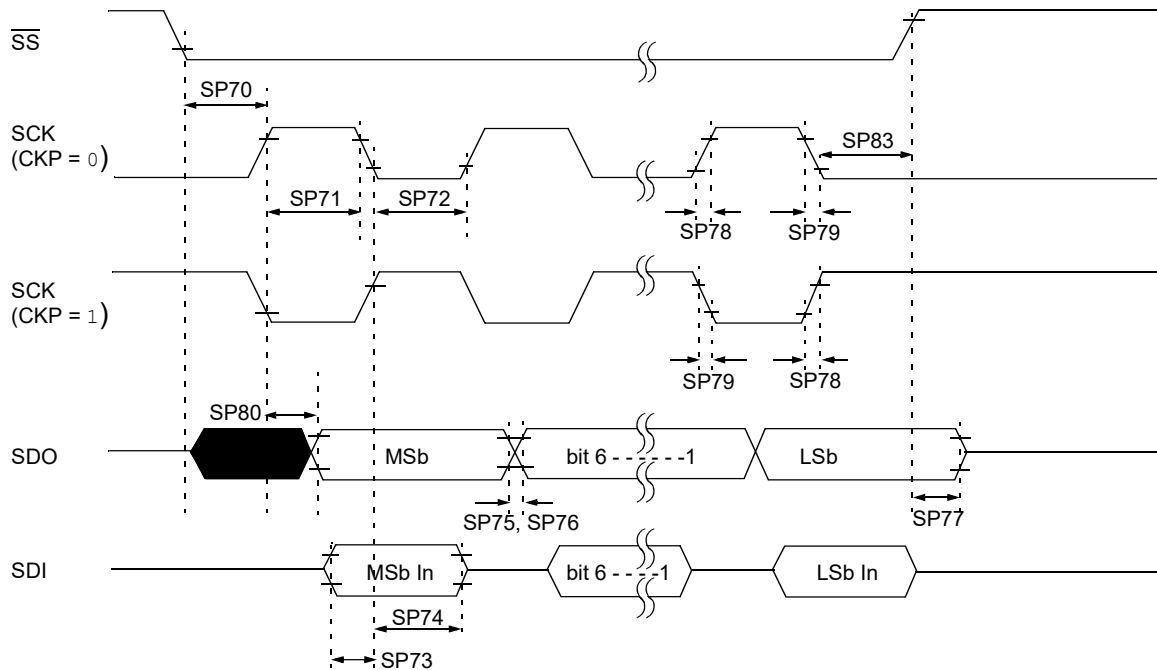 SS
SP70
SCK
(CKP = 0)
SP83
SP71
SP72
SP78
SP79
SCK
(CKP = 1)
SP79
SP78
SP80
SDO
MSb
bit 6 - - - - - - -1
LSb
SP75, SP76
SP77
SDI
MSb In
bit 6 - - - - -1
LSb In
SP74
SP73